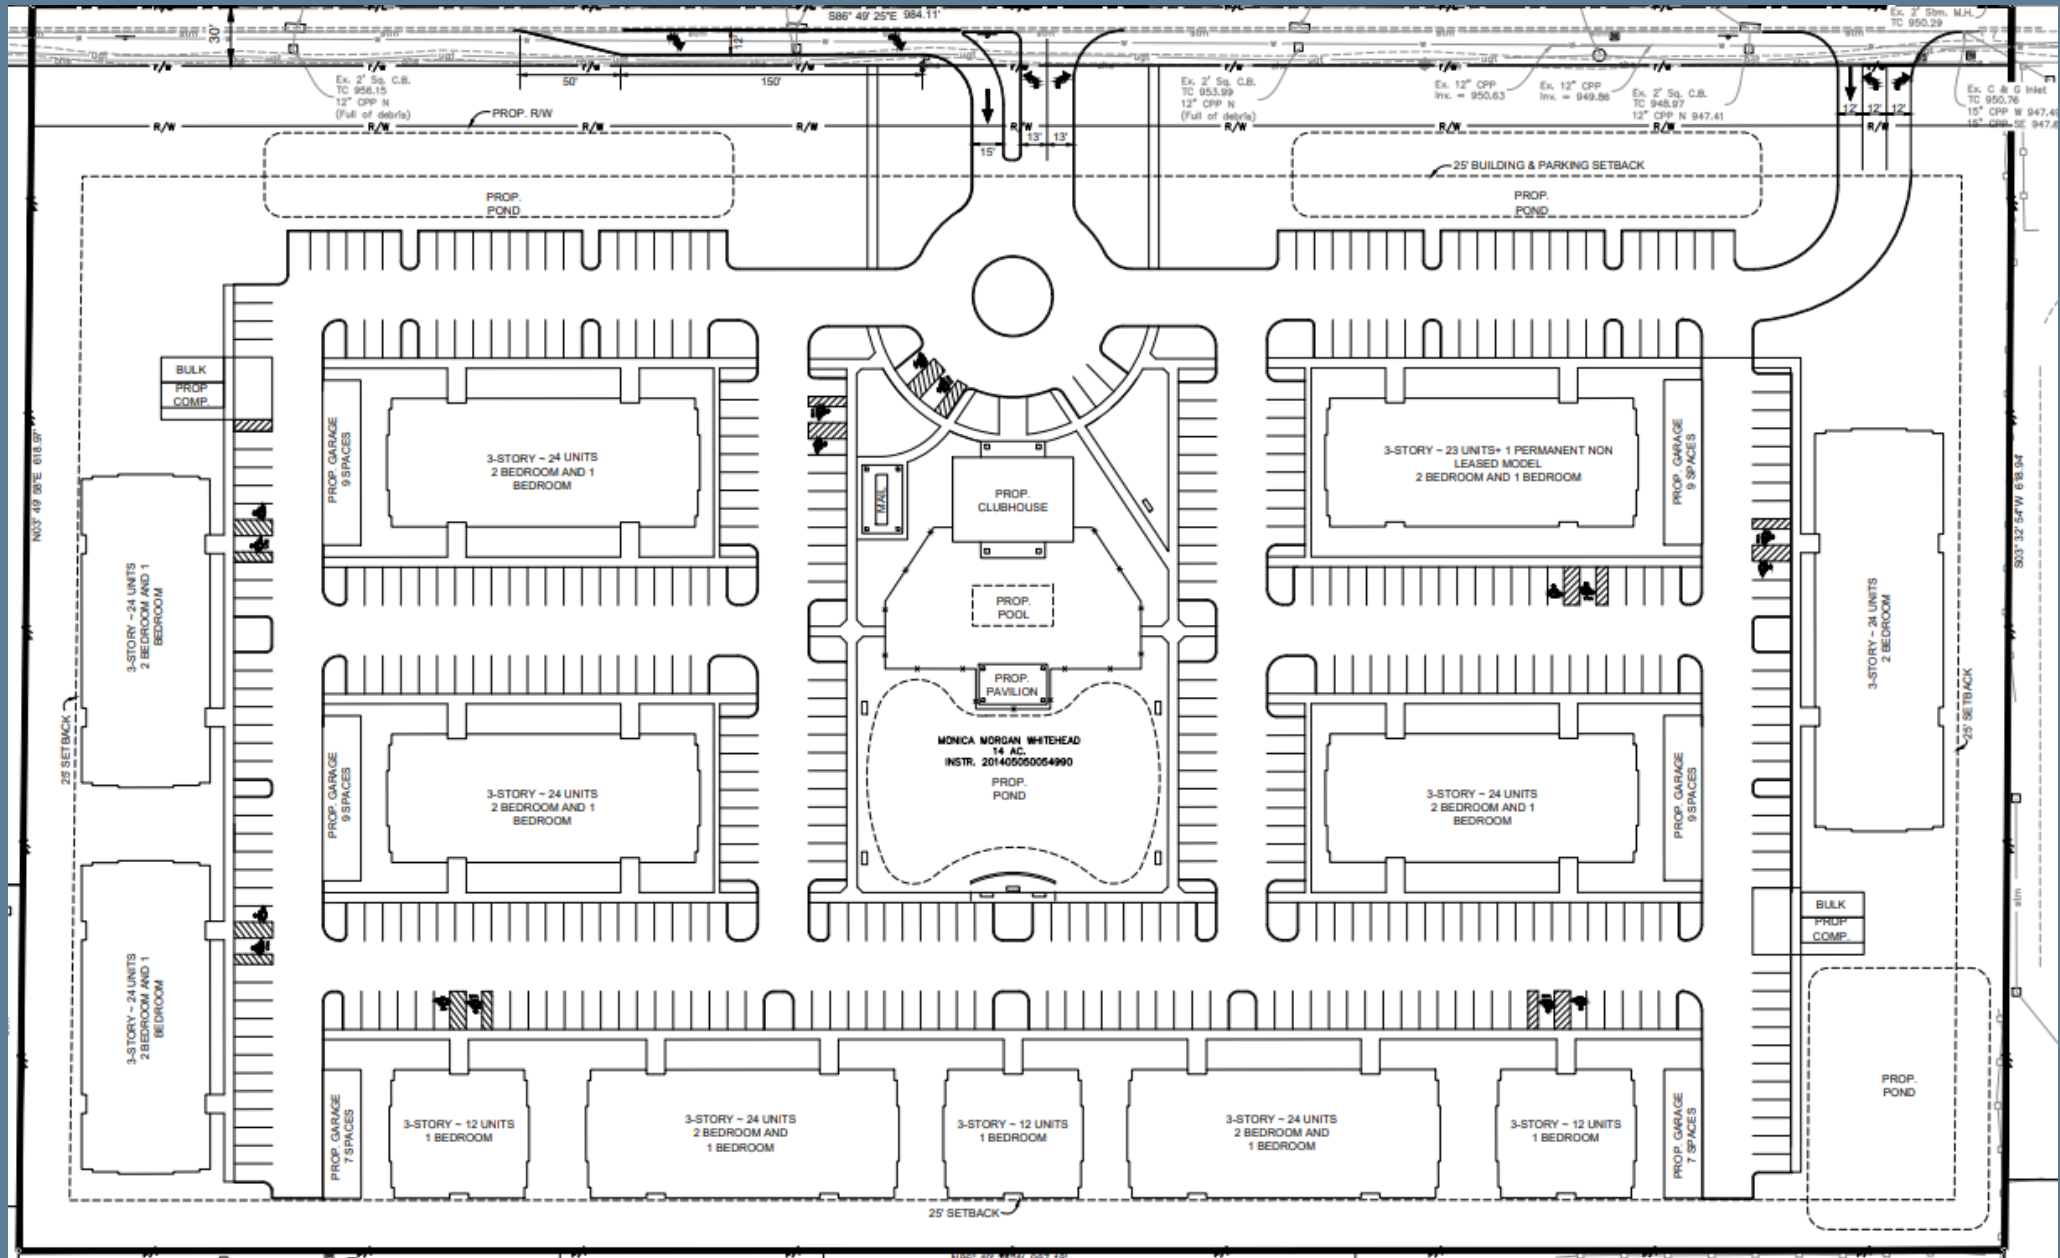 S86° 49' 25"E 984.11'
Ex. 2' Stm. M.H.
TC 950.29
30'
12'
50'
150'
Ex. 2' Sq. C.B.
TC 956.15
12" CPP N
(Full of debris)
Ex. 2' Sq. C.B.
TC 953.99
12" CPP N
(Full of debris)
Ex. 12" CPP
Inv. = 950.63
Ex. 12" CPP
Inv. = 949.86
Ex. 2' Sq. C.B.
TC 948.97
12" CPP N 947.41
Ex. C & G Inlet
TC 950.76
15" CPP W 947.4
15" CPP SE 947.
12' 12' 12'
PROP. R/W
R/W R/W R/W R/W R/W R/W R/W R/W R/W
15'
13' 13'
25' BUILDING & PARKING SETBACK
PROP.
POND
PROP.
POND
BULK
PROP
COMP.
PROP. GARAGE
9 SPACES
3-STORY ~ 24 UNITS
2 BEDROOM AND 1
BEDROOM
MAIL
PROP.
CLUBHOUSE
3-STORY ~ 23 UNITS+ 1 PERMANENT NON
LEASED MODEL
2 BEDROOM AND 1 BEDROOM
PROP. GARAGE
9 SPACES
N03° 49' 58"E 618.97'
S03° 32' 54"W 618.94'
3-STORY ~ 24 UNITS
2 BEDROOM AND 1
BEDROOM
PROP.
POOL
3-STORY ~ 24 UNITS
2 BEDROOM
PROP.
PAVILION
25' SETBACK
25' SETBACK
PROP. GARAGE
9 SPACES
3-STORY ~ 24 UNITS
2 BEDROOM AND 1
BEDROOM
MONICA MORGAN WHITEHEAD
14 AC.
INSTR. 201405050054990
PROP.
POND
3-STORY ~ 24 UNITS
2 BEDROOM AND 1
BEDROOM
PROP. GARAGE
9 SPACES
BULK
PROP
COMP.
3-STORY ~ 24 UNITS
2 BEDROOM AND 1
BEDROOM
PROP.
POND
PROP. GARAGE
7 SPACES
3-STORY ~ 12 UNITS
1 BEDROOM
3-STORY ~ 24 UNITS
2 BEDROOM AND
1 BEDROOM
3-STORY ~ 12 UNITS
1 BEDROOM
3-STORY ~ 24 UNITS
2 BEDROOM AND
1 BEDROOM
3-STORY ~ 12 UNITS
1 BEDROOM
PROP. GARAGE
7 SPACES
25' SETBACK